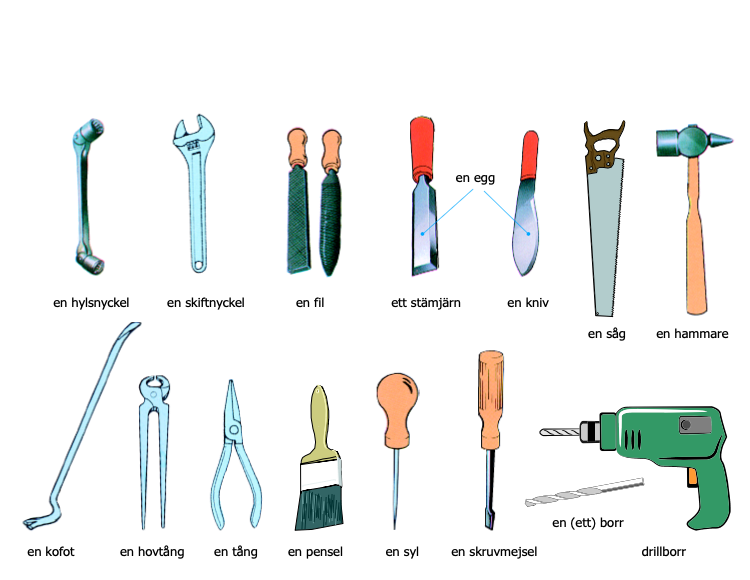 en egg
en hylsnyckel
en skiftnyckel
en fil
ett stämjärn
en kniv
en såg
en hammare
en kofot
en hovtång
en tång
en pensel
en syl
en skruvmejsel
en (ett) borr
drillborr